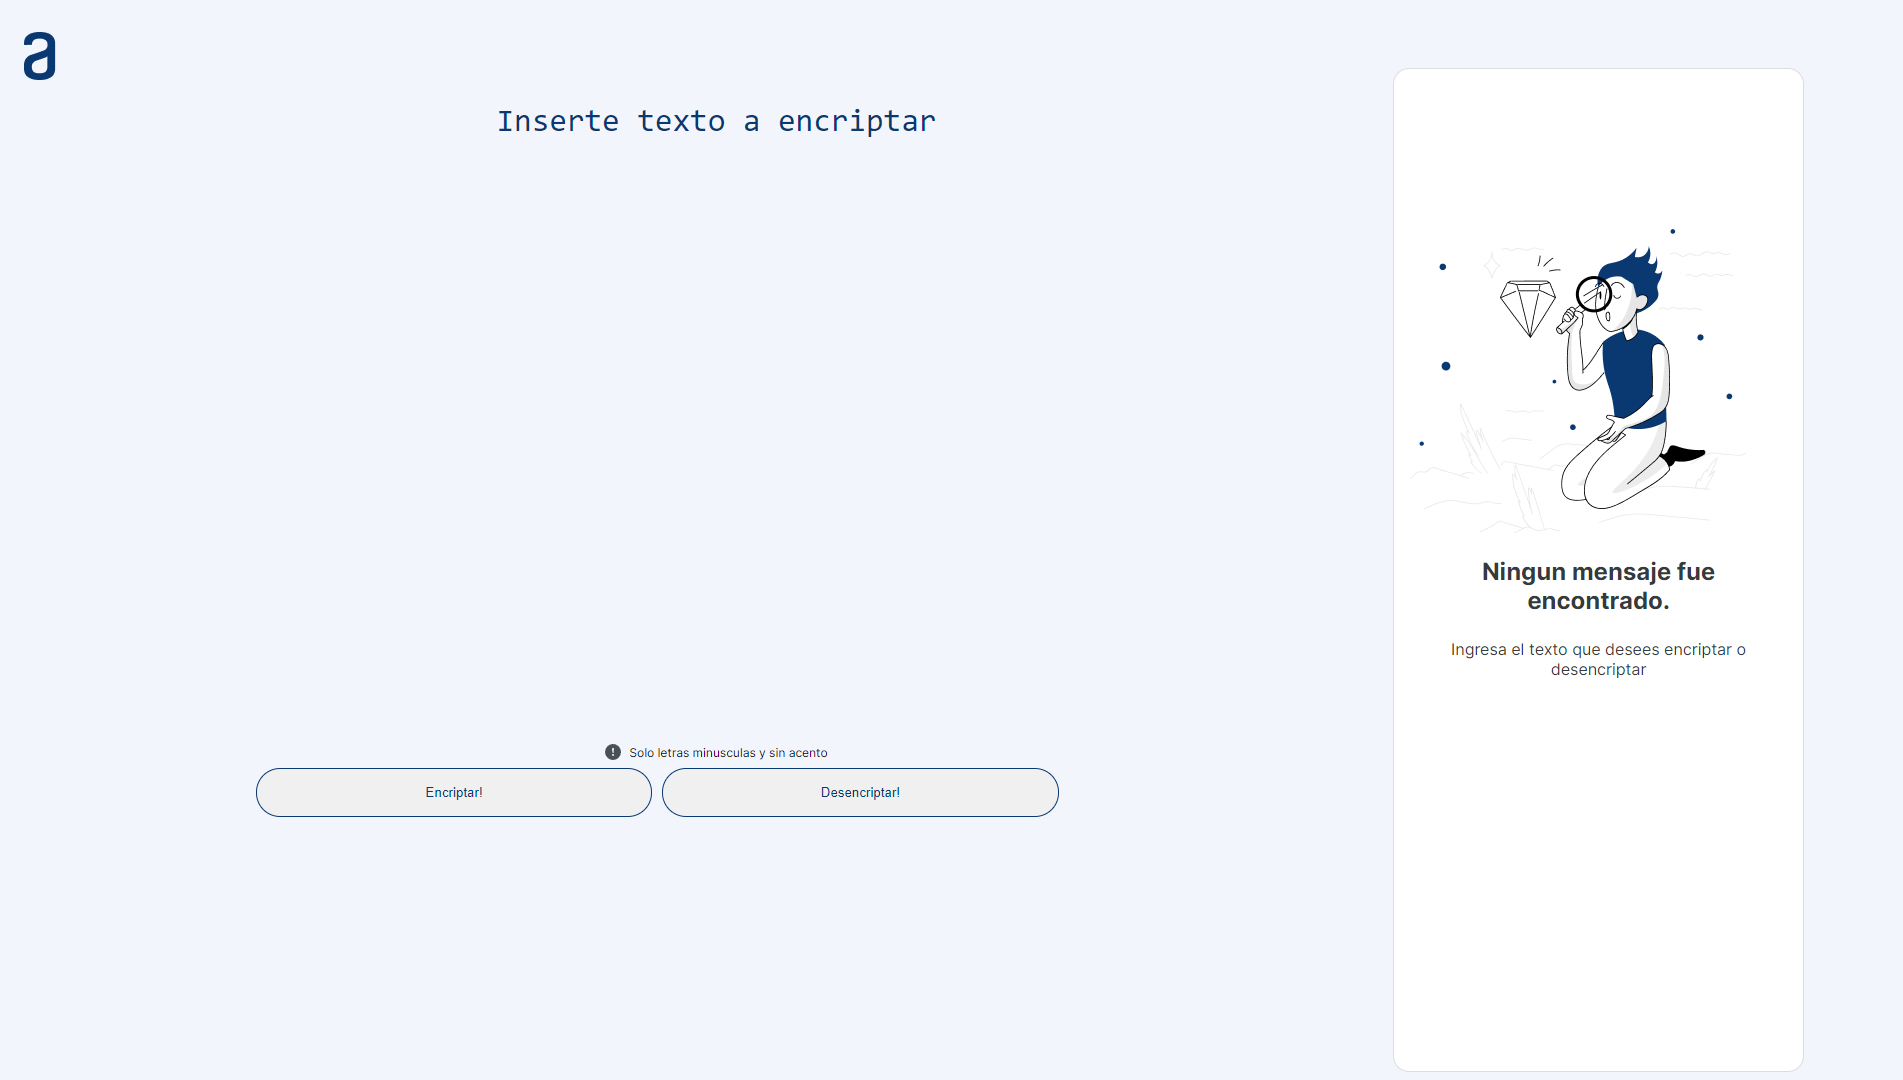 a
Inserte texto a encriptar
Solo letras minusculas y sin acento
Encriptar!
Desencriptar!
Ningun mensaje fue
encontrado.
Ingresa el texto que desees encriptar o
desencriptar